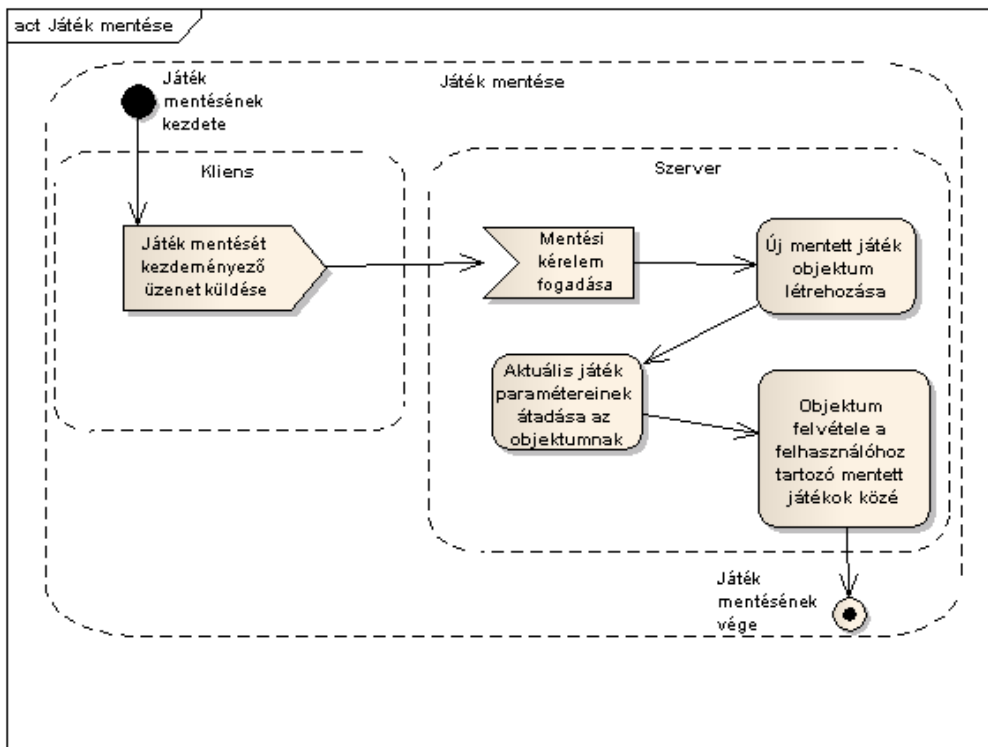 act Játék mentése
Játék mentése
Játék
mentésének
kezdete
Kliens
Szerver
Játék mentését
kezdeményező
üzenet küldése
Mentési
kérelem
fogadása
Új mentett játék
objektum
létrehozása
Aktuális játék
paramétereinek
átadása az
objektumnak
Objektum
felvétele a
felhasználóhoz
tartozó mentett
játékok közé
Játék
mentésének
vége